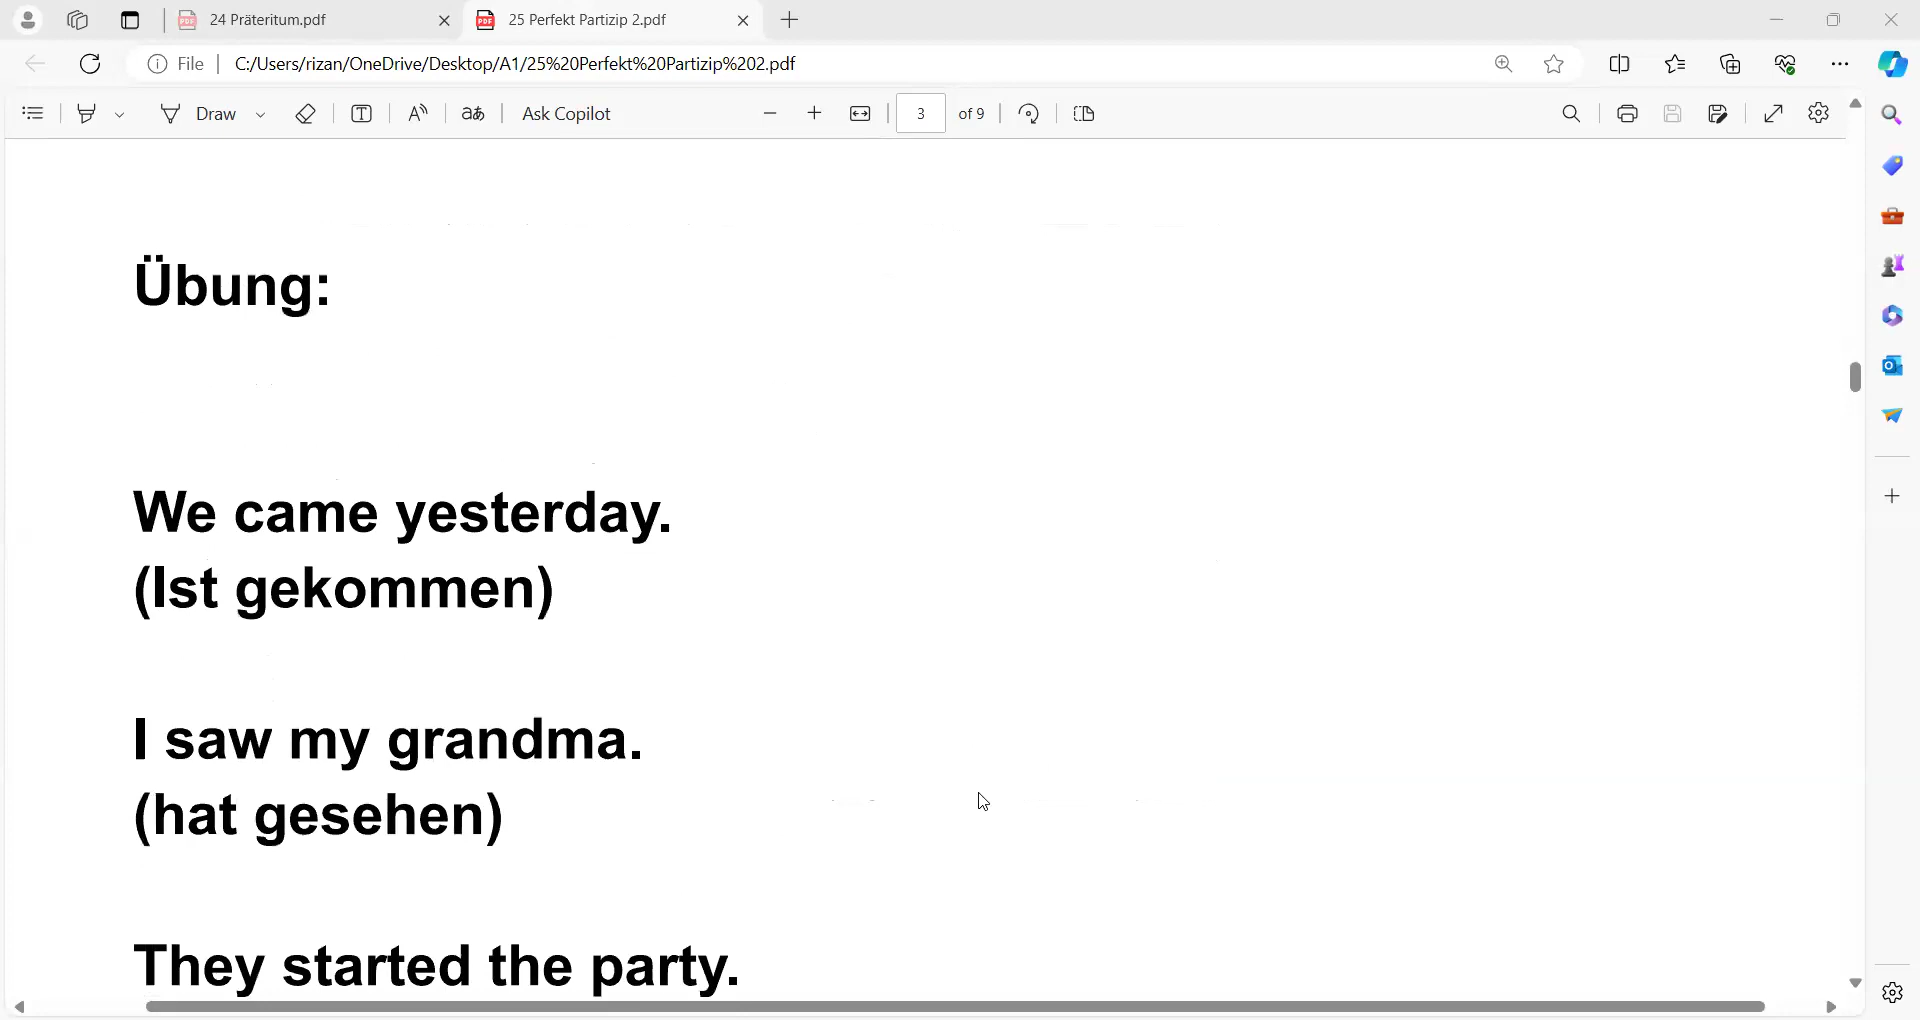 24 Präteritum.pdf
25 Perfekt Partizip 2.pdf
File
C:/Users/rizan/OneDrive/Desktop/A1/25%20Perfekt%20Partizip%202.pdf
Draw
Ask Copilot
3 of 9
Übung:
We came yesterday.
(Ist gekommen)
I saw my grandma.
(hat gesehen)
They started the party.